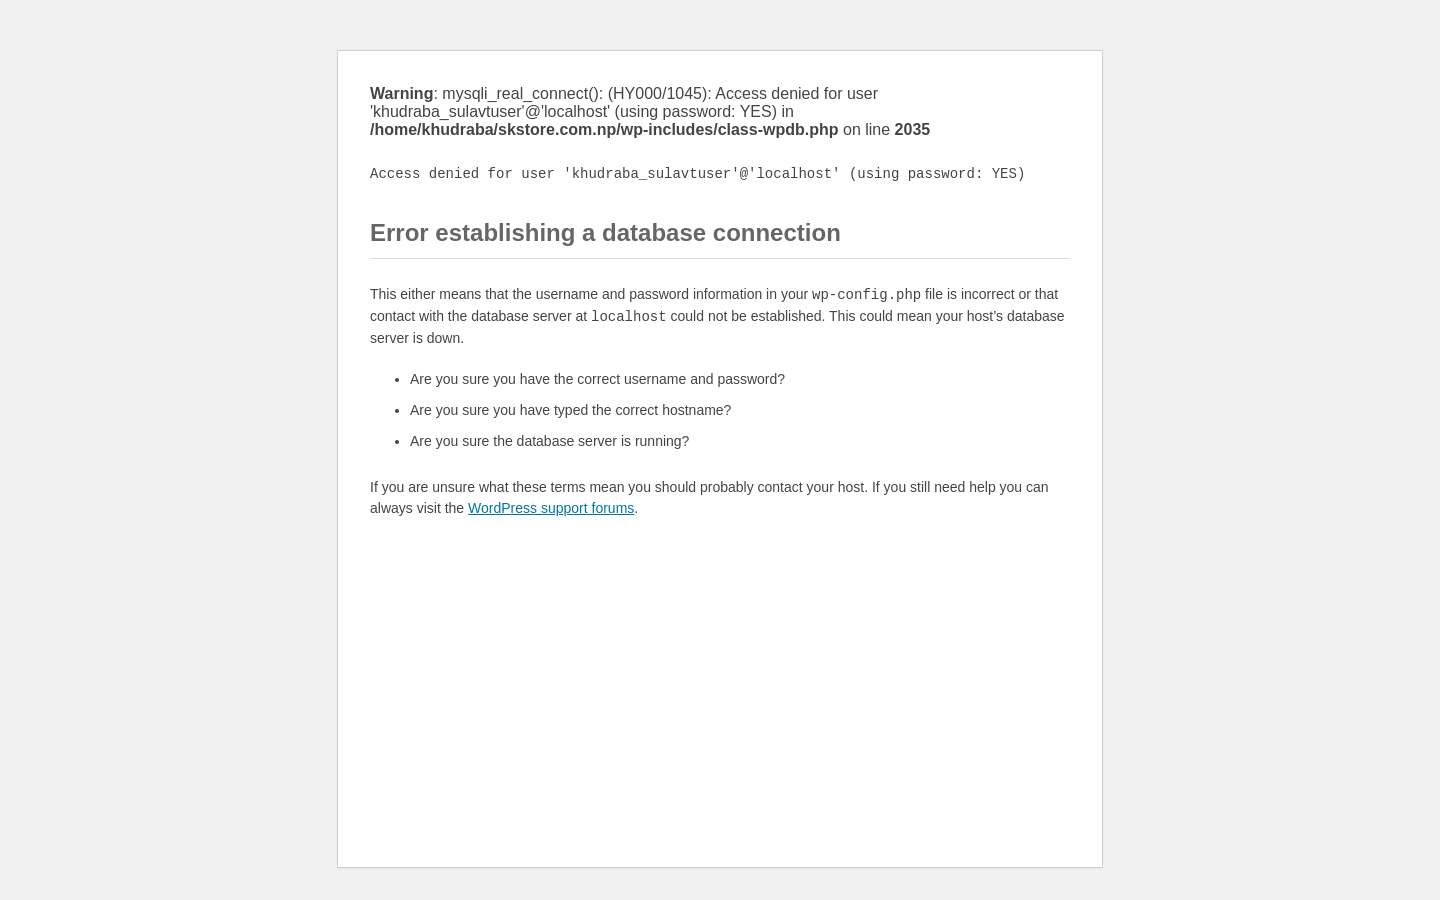 Warning: mysqli_real_connect(): (HY000/1045): Access denied for user
'khudraba_sulavtuser'@'localhost' (using password: YES) in
/home/khudraba/skstore.com.np/wp-includes/class-wpdb.php on line 2035
Access denied for user 'khudraba_sulavtuser'@'localhost' (using password: YES)
Error establishing a database connection
This either means that the username and password information in your wp-config.php file is incorrect or that
contact with the database server at localhost could not be established. This could mean your host’s database
server is down.
• Are you sure you have the correct username and password?
• Are you sure you have typed the correct hostname?
• Are you sure the database server is running?
If you are unsure what these terms mean you should probably contact your host. If you still need help you can
always visit the WordPress support forums.